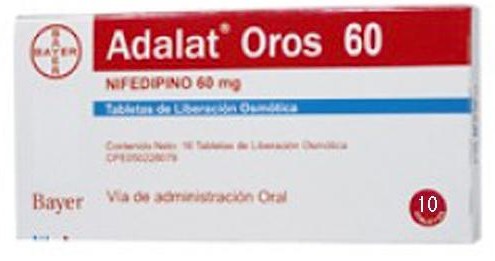 BAYER
BAYER
Adalat® Oros 60
NIFEDIPINO 60 mg
Tabletas de Liberación Osmótica
Contenido Neto: 10 Tabletas de Liberación Osmótica
Bayer
Vía de administración Oral
10